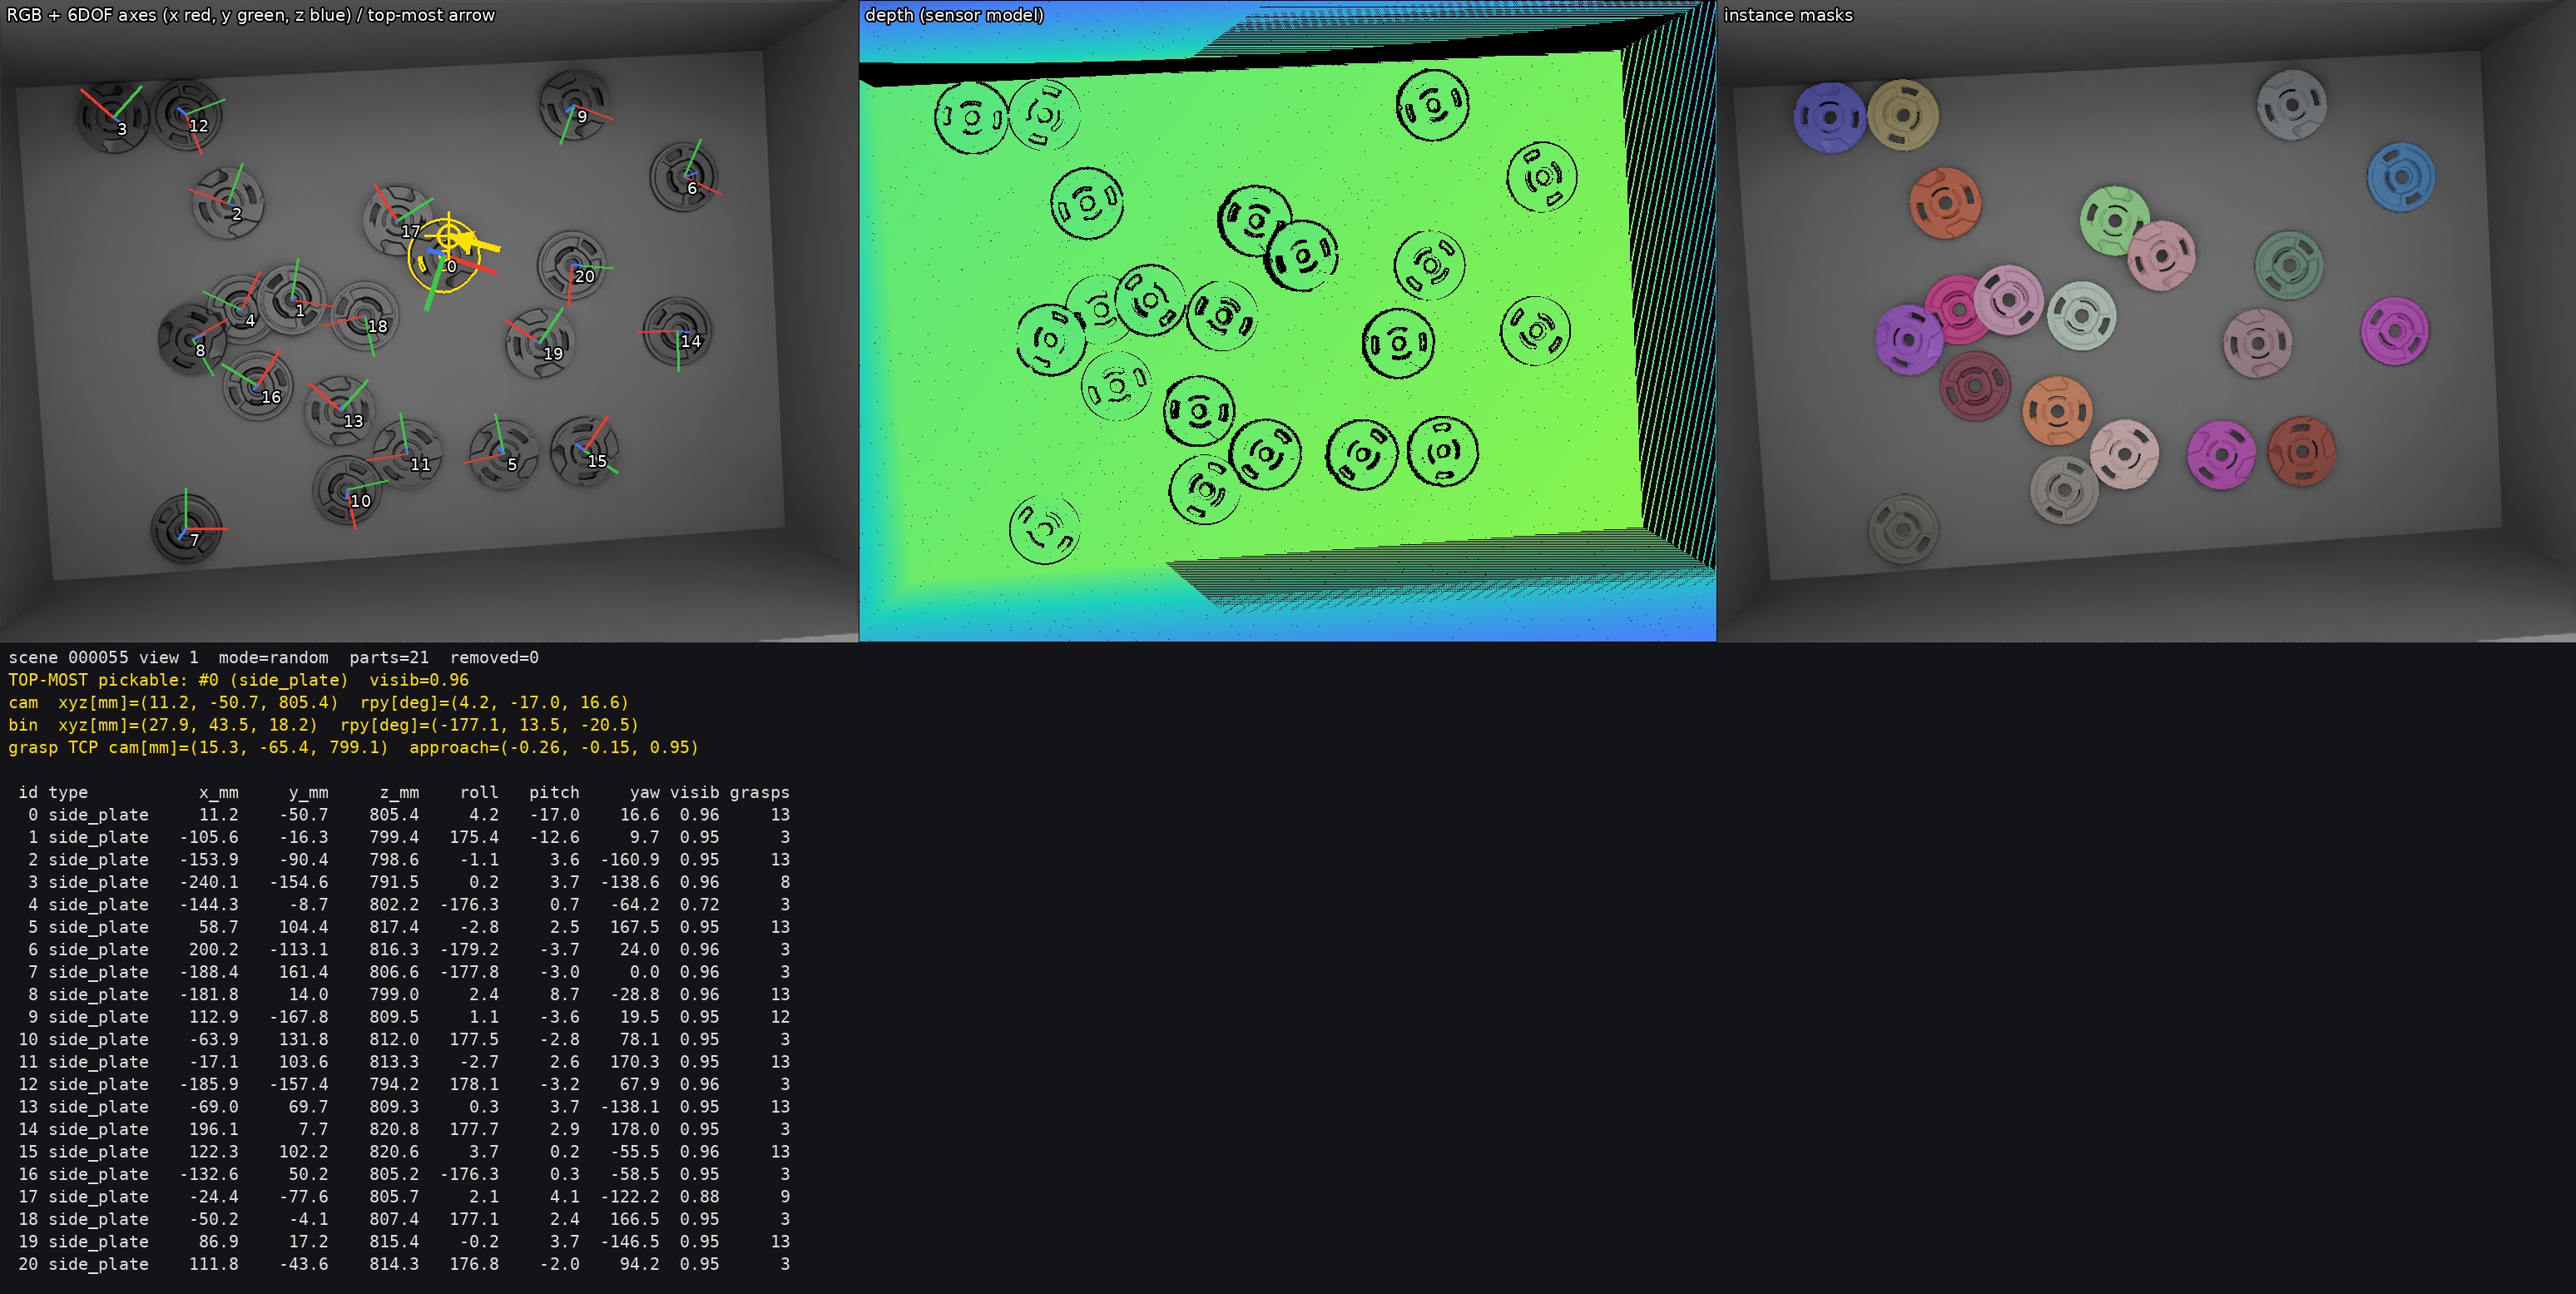 RGB + 6DOF axes (x red, y green, z blue) / top-most arrow
depth (sensor model)
instance masks
3
12
9
6
2
17
0
20
4
1
18
8
19
14
16
13
11
5
15
10
7
scene 000055 view 1  mode=random  parts=21  removed=0
TOP-MOST pickable: #0 (side_plate)  visib=0.96
cam  xyz[mm]=(11.2, -50.7, 805.4)  rpy[deg]=(4.2, -17.0, 16.6)
bin  xyz[mm]=(27.9, 43.5, 18.2)  rpy[deg]=(-177.1, 13.5, -20.5)
grasp TCP cam[mm]=(15.3, -65.4, 799.1)  approach=(-0.26, -0.15, 0.95)
id type x_mm y_mm z_mm roll pitch yaw visib grasps
0 side_plate 11.2 -50.7 805.4 4.2 -17.0 16.6 0.96 13
1 side_plate -105.6 -16.3 799.4 175.4 -12.6 9.7 0.95 3
2 side_plate -153.9 -90.4 798.6 -1.1 3.6 -160.9 0.95 13
3 side_plate -240.1 -154.6 791.5 0.2 3.7 -138.6 0.96 8
4 side_plate -144.3 -8.7 802.2 -176.3 0.7 -64.2 0.72 3
5 side_plate 58.7 104.4 817.4 -2.8 2.5 167.5 0.95 13
6 side_plate 200.2 -113.1 816.3 -179.2 -3.7 24.0 0.96 3
7 side_plate -188.4 161.4 806.6 -177.8 -3.0 0.0 0.96 3
8 side_plate -181.8 14.0 799.0 2.4 8.7 -28.8 0.96 13
9 side_plate 112.9 -167.8 809.5 1.1 -3.6 19.5 0.95 12
10 side_plate -63.9 131.8 812.0 177.5 -2.8 78.1 0.95 3
11 side_plate -17.1 103.6 813.3 -2.7 2.6 170.3 0.95 13
12 side_plate -185.9 -157.4 794.2 178.1 -3.2 67.9 0.96 3
13 side_plate -69.0 69.7 809.3 0.3 3.7 -138.1 0.95 13
14 side_plate 196.1 7.7 820.8 177.7 2.9 178.0 0.95 3
15 side_plate 122.3 102.2 820.6 3.7 0.2 -55.5 0.96 13
16 side_plate -132.6 50.2 805.2 -176.3 0.3 -58.5 0.95 3
17 side_plate -24.4 -77.6 805.7 2.1 4.1 -122.2 0.88 9
18 side_plate -50.2 -4.1 807.4 177.1 2.4 166.5 0.95 3
19 side_plate 86.9 17.2 815.4 -0.2 3.7 -146.5 0.95 13
20 side_plate 111.8 -43.6 814.3 176.8 -2.0 94.2 0.95 3